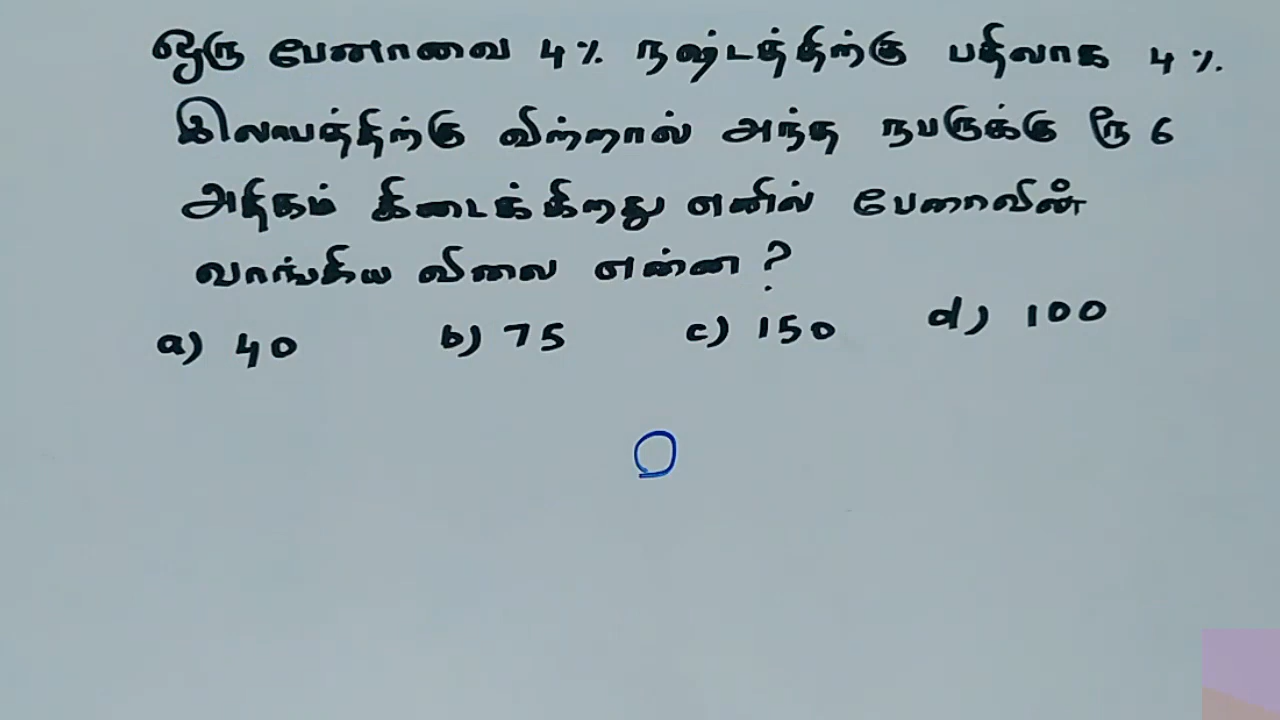 ஒரு பேனாவை 4% நஷ்டத்திற்கு பதிலாக 4%.
இலாபத்திற்கு விற்றால் அந்த நபருக்கு ரூ 6
அதிகம் கிடைக்கிறது எனில் பேனாவின்
வாங்கிய விலை என்ன ?
a) 40 b) 75 c) 150 d) 100